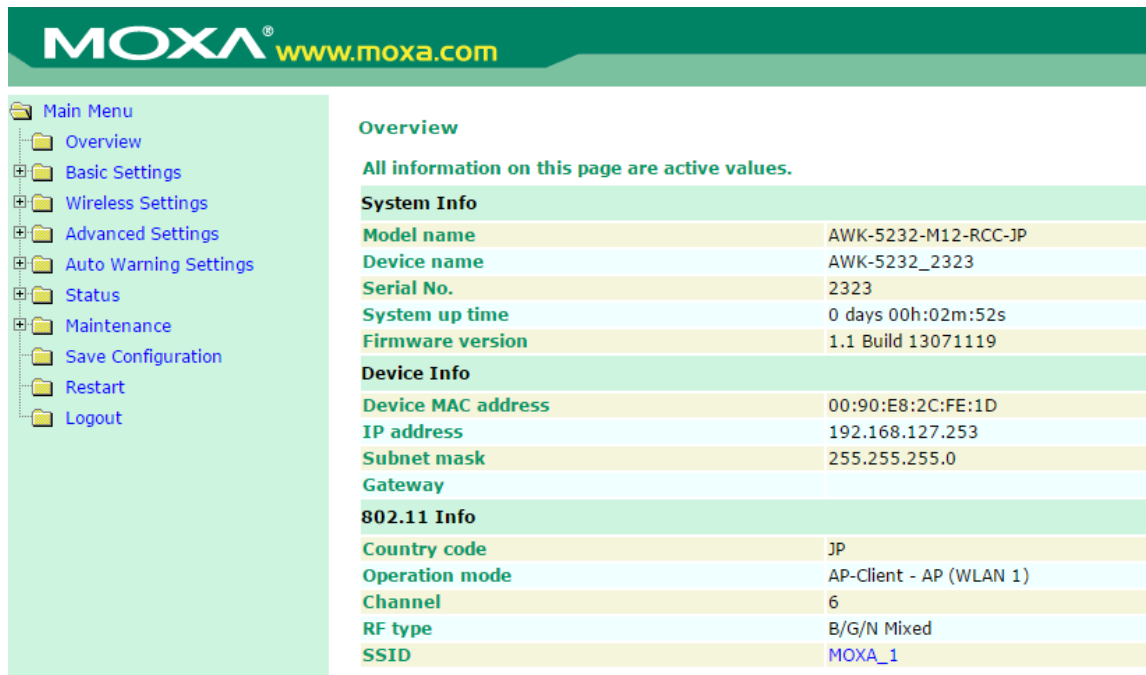 MOXA® www.moxa.com
Main Menu
Overview
Basic Settings
Wireless Settings
Advanced Settings
Auto Warning Settings
Status
Maintenance
Save Configuration
Restart
Logout
Overview
All information on this page are active values.
System Info
Model name AWK-5232-M12-RCC-JP
Device name AWK-5232_2323
Serial No. 2323
System up time 0 days 00h:02m:52s
Firmware version 1.1 Build 13071119
Device Info
Device MAC address 00:90:E8:2C:FE:1D
IP address 192.168.127.253
Subnet mask 255.255.255.0
Gateway
802.11 Info
Country code JP
Operation mode AP-Client - AP (WLAN 1)
Channel 6
RF type B/G/N Mixed
SSID MOXA_1